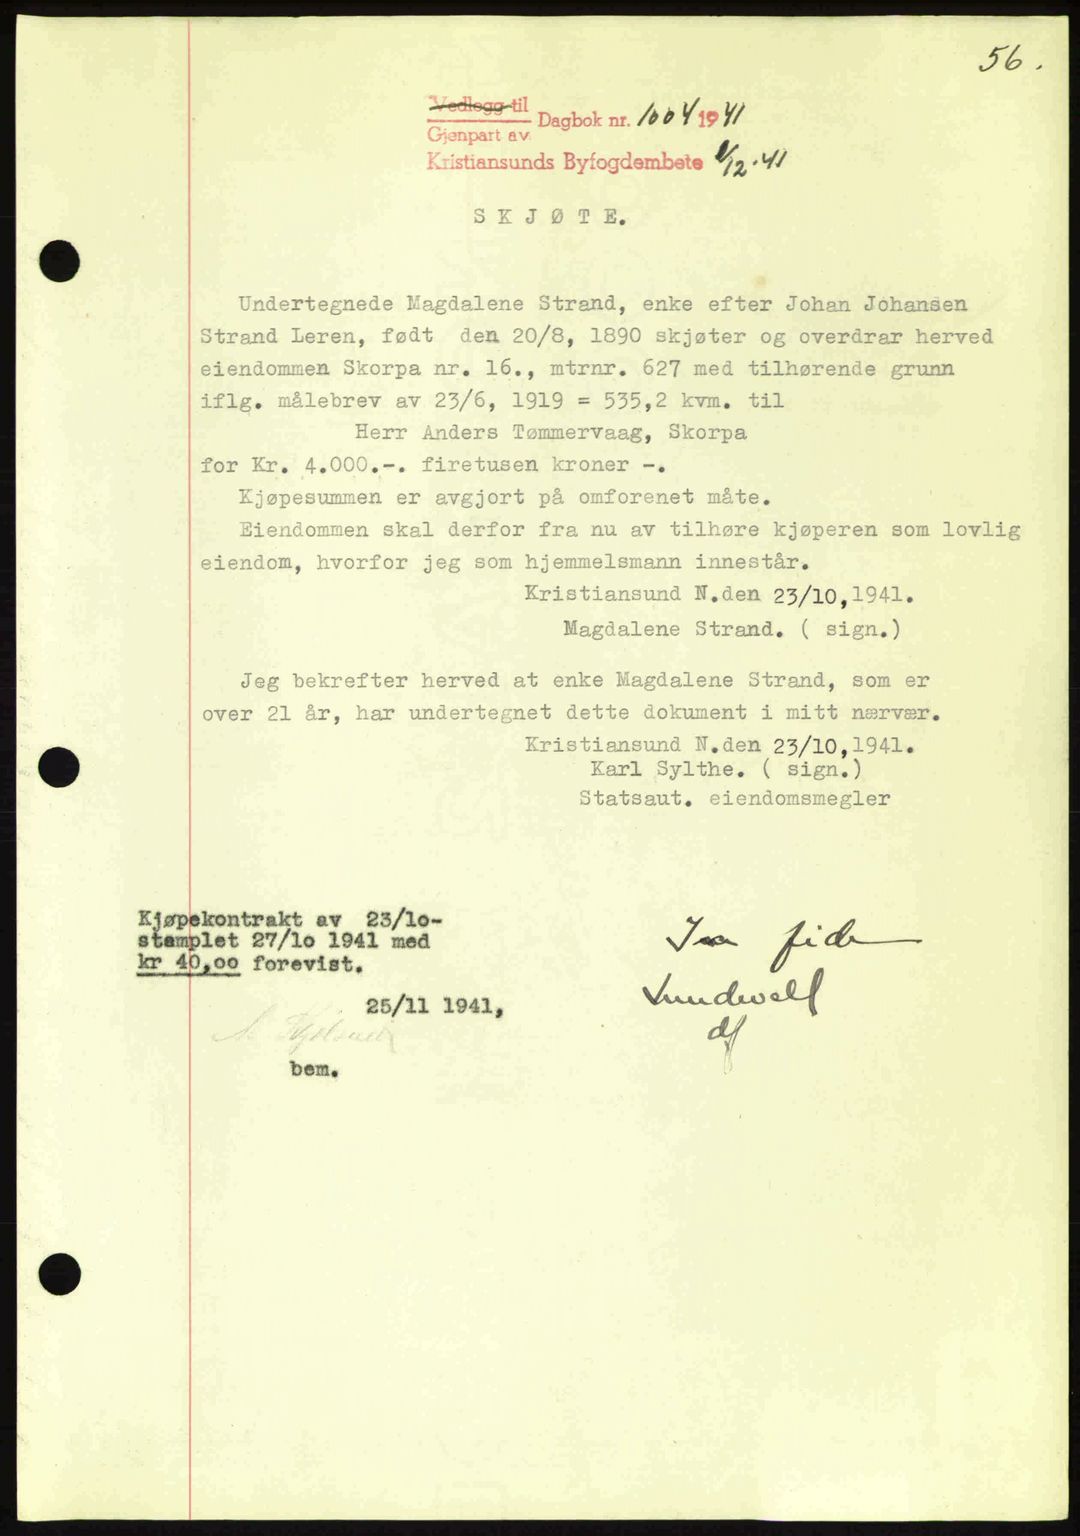 56.
Vedlegg til
Gjenpart av Dagbok nr. 1004 1941
Kristiansunds Byfogdembete 1/12.41
S K J Ø T E.
Undertegnede Magdalene Strand, enke efter Johan Johansen
Strand Leren, født den 20/8, 1890 skjøter og overdrar herved
eiendommen Skorpa nr. 16., mtrnr. 627 med tilhørende grunn
iflg. målebrev av 23/6, 1919 = 535,2 kvm. til
Herr Anders Tømmervaag, Skorpa
for Kr. 4.000.-. firetusen kroner -.
Kjøpesummen er avgjort på omforenet måte.
Eiendommen skal derfor fra nu av tilhøre kjøperen som lovlig
eiendom, hvorfor jeg som hjemmelsmann innestår.
Kristiansund N.den 23/10,1941.
Magdalene Strand. ( sign.)
Jeg bekrefter herved at enke Magdalene Strand, som er
over 21 år, har undertegnet dette dokument i mitt nærvær.
Kristiansund N.den 23/10,1941.
Karl Sylthe. ( sign.)
Statsaut. eiendomsmegler
Kjøpekontrakt av 23/lo-
stemplet 27/lo 1941 med
kr 40,oo forevist.
25/11 1941,
bem.